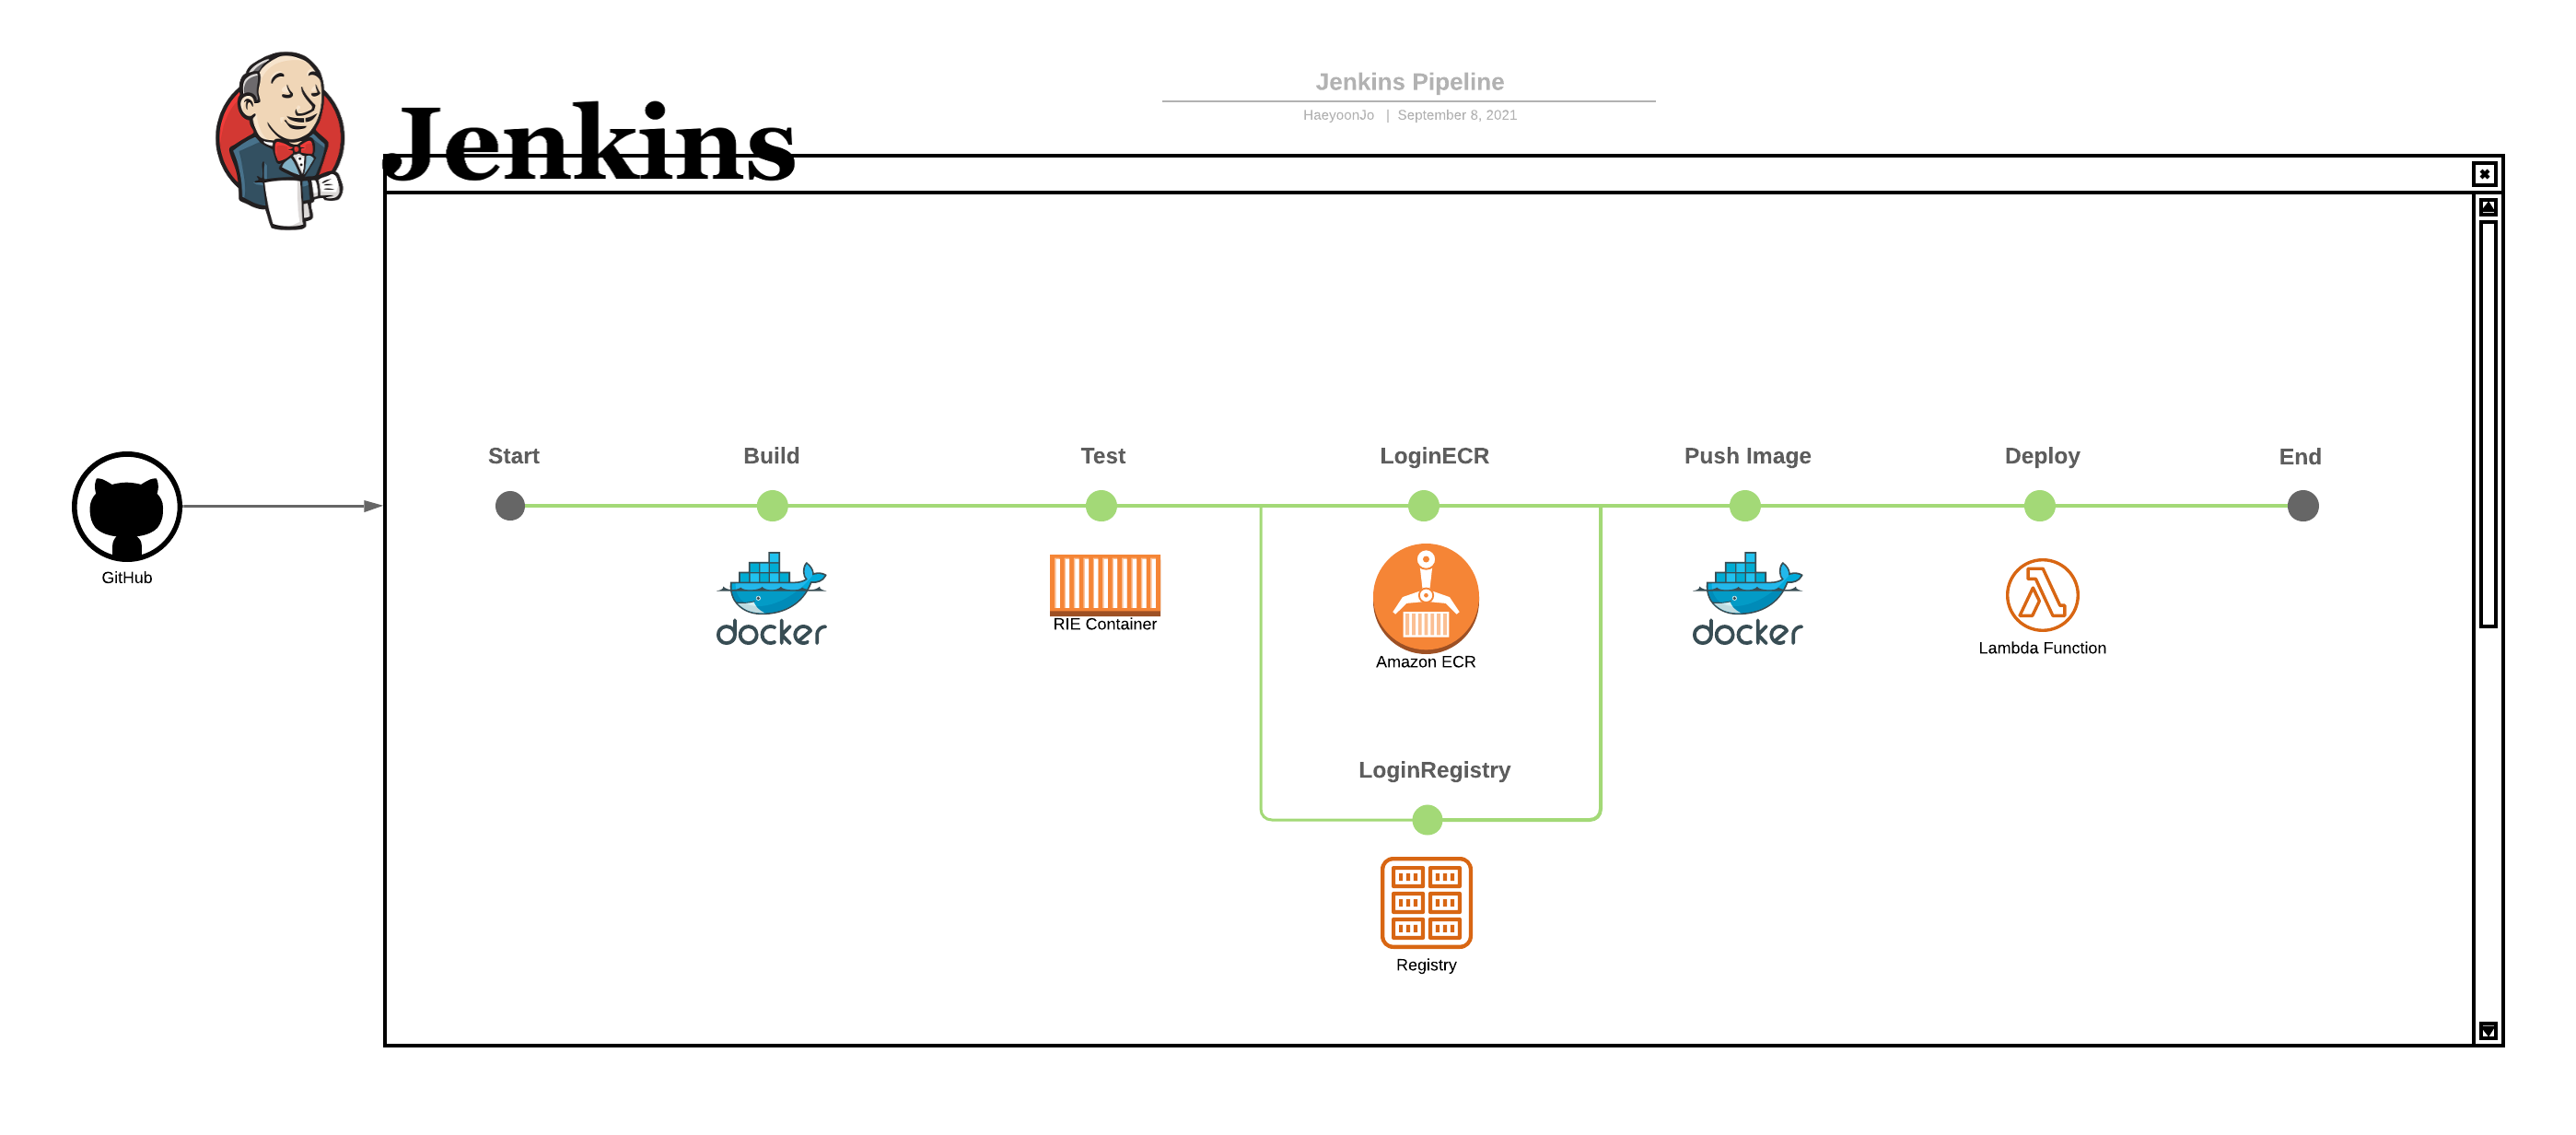 Jenkins Pipeline
HaeyoonJo | September 8, 2021
Jenkins
Start
Build
Test
LoginECR
Push Image
Deploy
End
GitHub
docker
RIE Container
Amazon ECR
docker
Lambda Function
LoginRegistry
Registry